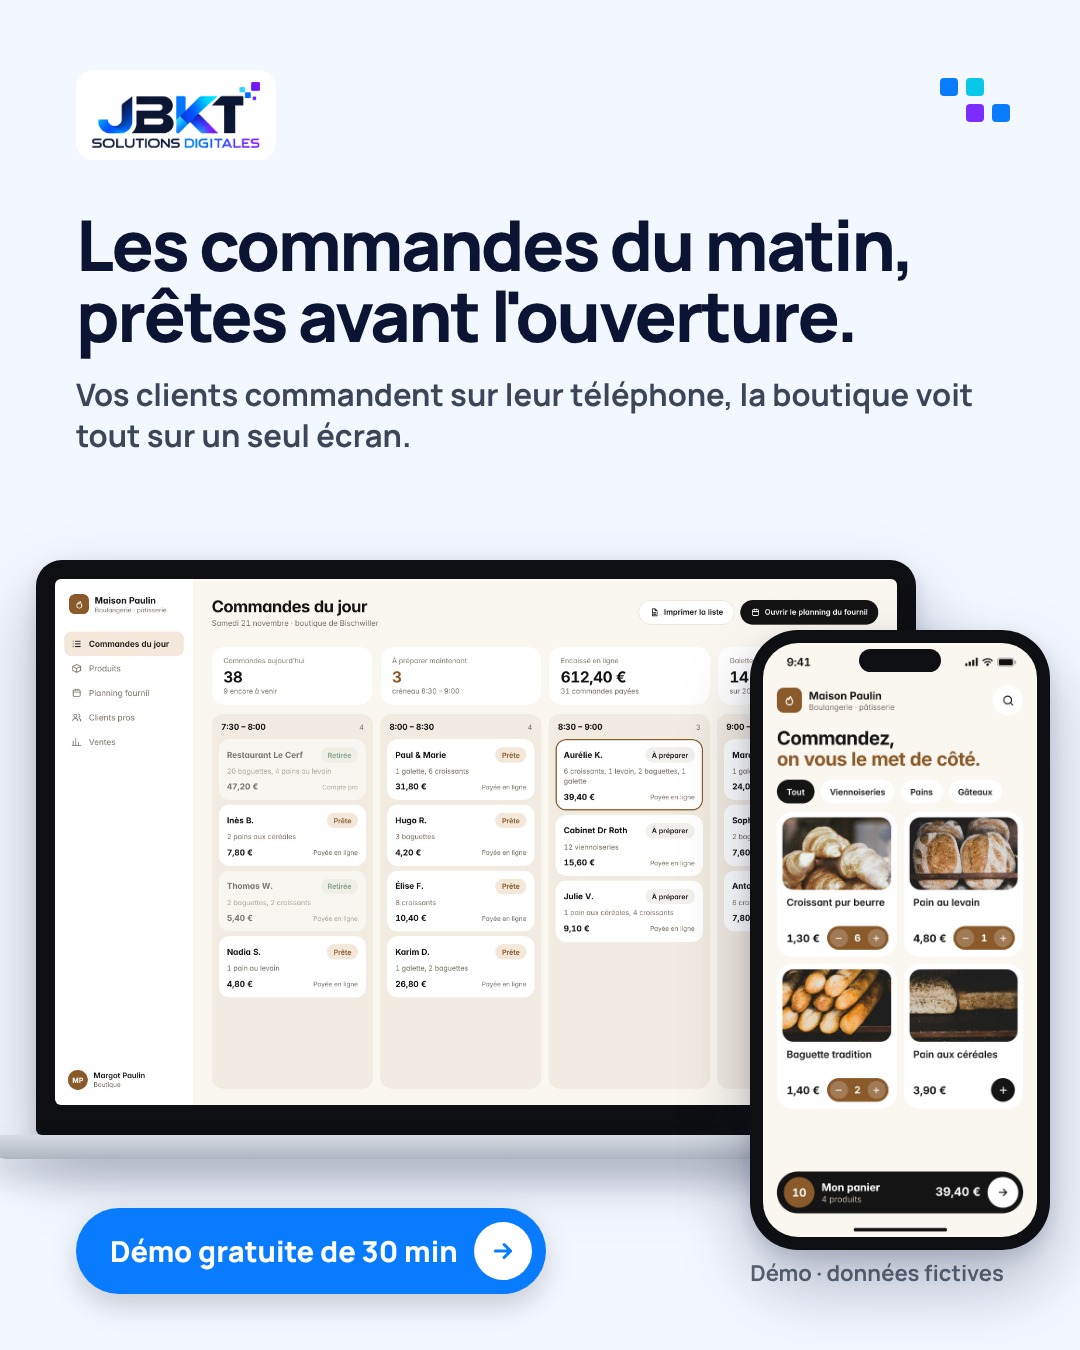 JBKT
SOLUTIONS DIGITALES
Les commandes du matin,
prêtes avant l'ouverture.
Vos clients commandent sur leur téléphone, la boutique voit
tout sur un seul écran.
Maison Paulin
Boulangerie · pâtisserie
Commandes du jour
Produits
Planning fournil
Clients pros
Ventes
MP
Margot Paulin
Boutique
Commandes du jour
Samedi 21 novembre · boutique de Bischwiller
Imprimer la liste
Ouvrir le planning du fournil
Commandes aujourd'hui
38
9 encore à venir
À préparer maintenant
3
créneau 8:30 – 9:00
Encaissé en ligne
612,40 €
31 commandes payées
7:30 – 8:00 4
Restaurant Le Cerf Retirée
20 baguettes, 4 pains au levain
47,20 € Compte pro
Inès B. Prête
2 pains aux céréales
7,80 € Payée en ligne
Thomas W. Retirée
2 baguettes, 3 croissants
5,40 € Payée en ligne
Nadia S. Prête
1 pain au levain
4,80 € Payée en ligne
8:00 – 8:30 4
Paul & Marie Prête
1 galette, 6 croissants
31,80 € Payée en ligne
Hugo R. Prête
3 baguettes
4,20 € Payée en ligne
Élise F. Prête
8 croissants
10,40 € Payée en ligne
Karim D. Prête
1 galette, 2 baguettes
26,80 € Payée en ligne
8:30 – 9:00 3
Aurélie K. À préparer
6 croissants, 1 levain, 2 baguettes, 1
galette
39,40 € Payée en ligne
Cabinet Dr Roth À préparer
12 viennoiseries
15,60 € Payée en ligne
Julie V. À préparer
1 pain aux céréales, 4 croissants
9,10 € Payée en ligne
9:41
Maison Paulin
Boulangerie · pâtisserie
Commandez,
on vous le met de côté.
Tout Viennoiseries Pains Gâteaux
Croissant pur beurre
1,30 € − 6 +
Pain au levain
4,80 € − 1 +
Baguette tradition
1,40 € − 2 +
Pain aux céréales
3,90 € +
10 Mon panier 39,40 €
4 produits
Démo gratuite de 30 min
Démo · données fictives